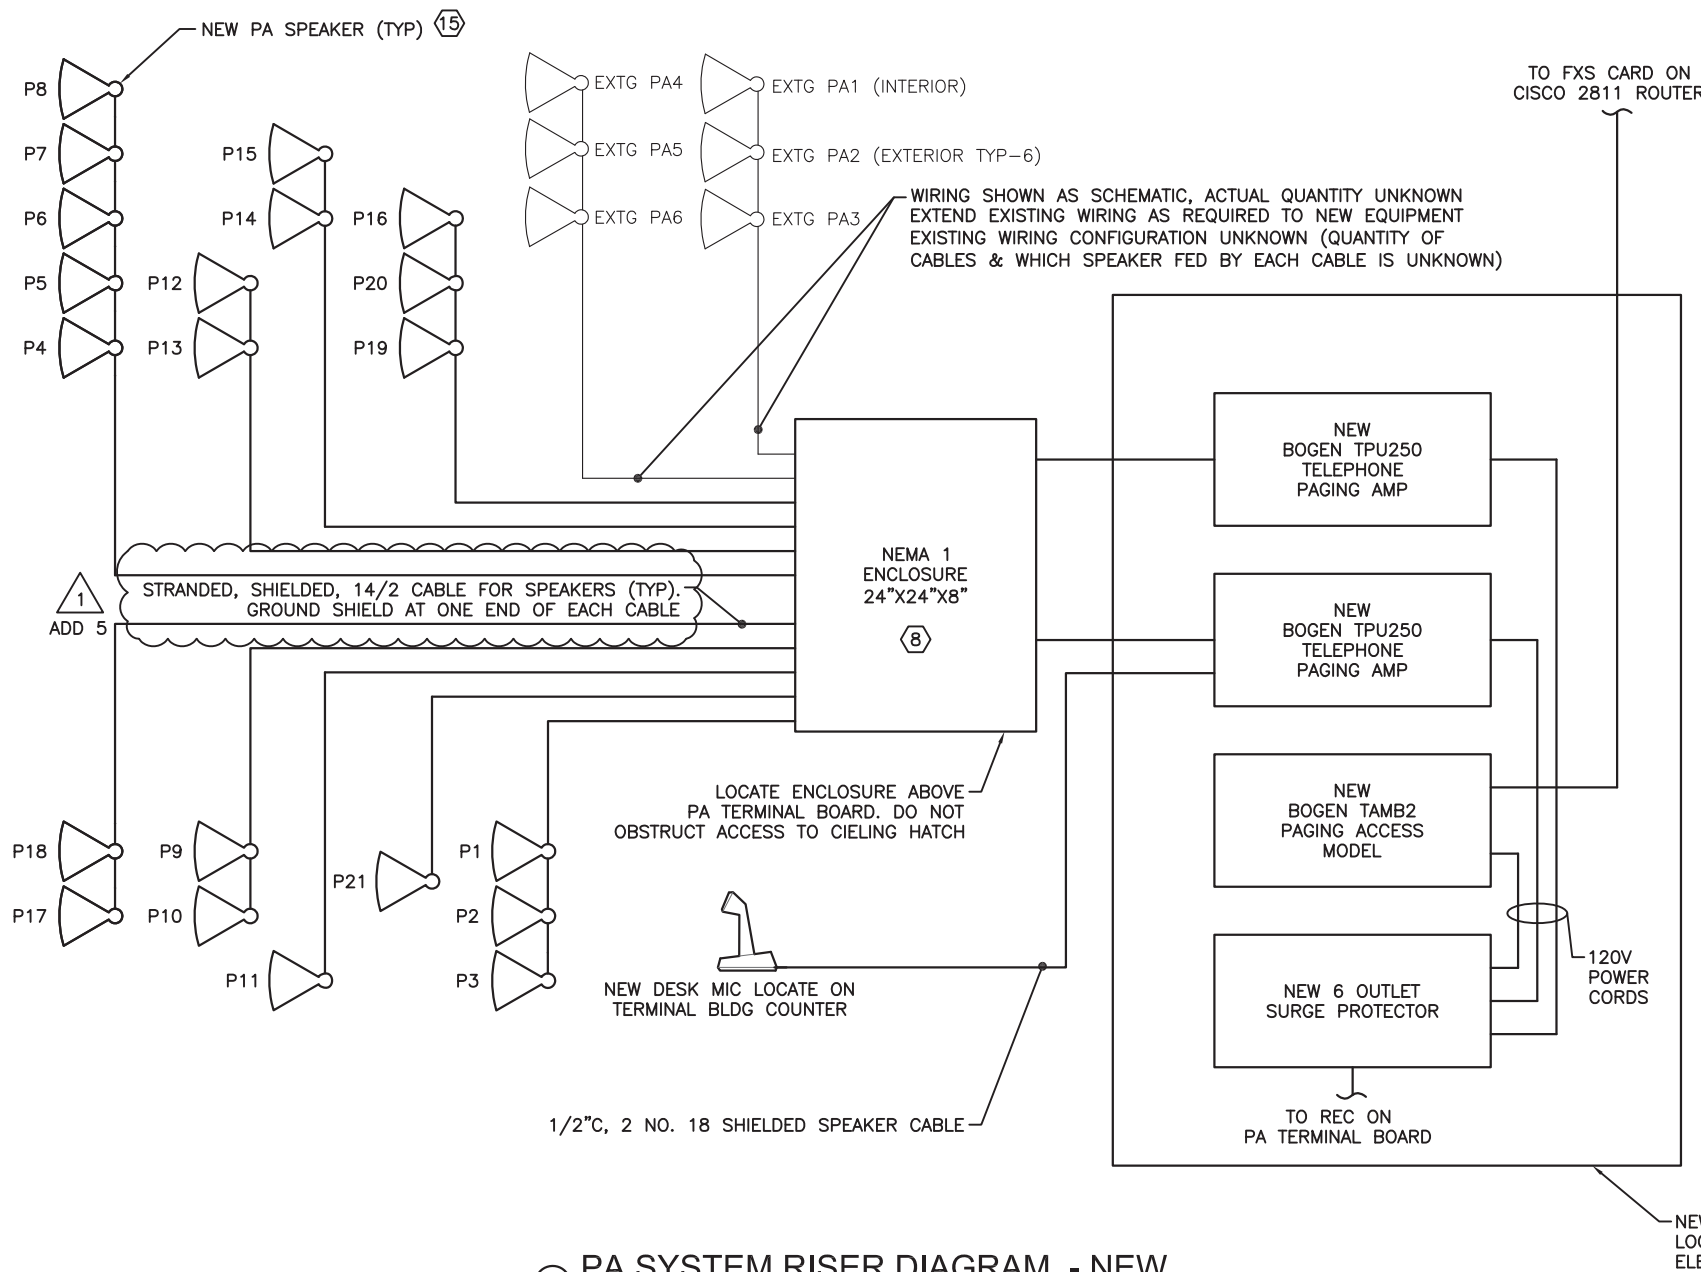 NEW PA SPEAKER (TYP) 15
P8
P7
P6
P5
P4
P15
P14
P12
P13
P16
P20
P19
EXTG PA4
EXTG PA5
EXTG PA6
EXTG PA1 (INTERIOR)
EXTG PA2 (EXTERIOR TYP-6)
EXTG PA3
TO FXS CARD ON
CISCO 2811 ROUTER
WIRING SHOWN AS SCHEMATIC, ACTUAL QUANTITY UNKNOWN
EXTEND EXISTING WIRING AS REQUIRED TO NEW EQUIPMENT
EXISTING WIRING CONFIGURATION UNKNOWN (QUANTITY OF
CABLES & WHICH SPEAKER FED BY EACH CABLE IS UNKNOWN)
1
ADD 5
STRANDED, SHIELDED, 14/2 CABLE FOR SPEAKERS (TYP).
GROUND SHIELD AT ONE END OF EACH CABLE
NEMA 1
ENCLOSURE
24"X24"X8"
8
NEW
BOGEN TPU250
TELEPHONE
PAGING AMP
NEW
BOGEN TPU250
TELEPHONE
PAGING AMP
NEW
BOGEN TAMB2
PAGING ACCESS
MODEL
NEW 6 OUTLET
SURGE PROTECTOR
120V
POWER
CORDS
TO REC ON
PA TERMINAL BOARD
LOCATE ENCLOSURE ABOVE
PA TERMINAL BOARD. DO NOT
OBSTRUCT ACCESS TO CIELING HATCH
P18
P17
P9
P10
P11
P21
P1
P2
P3
NEW DESK MIC LOCATE ON
TERMINAL BLDG COUNTER
1/2"C, 2 NO. 18 SHIELDED SPEAKER CABLE
PA SYSTEM RISER DIAGRAM - NEW